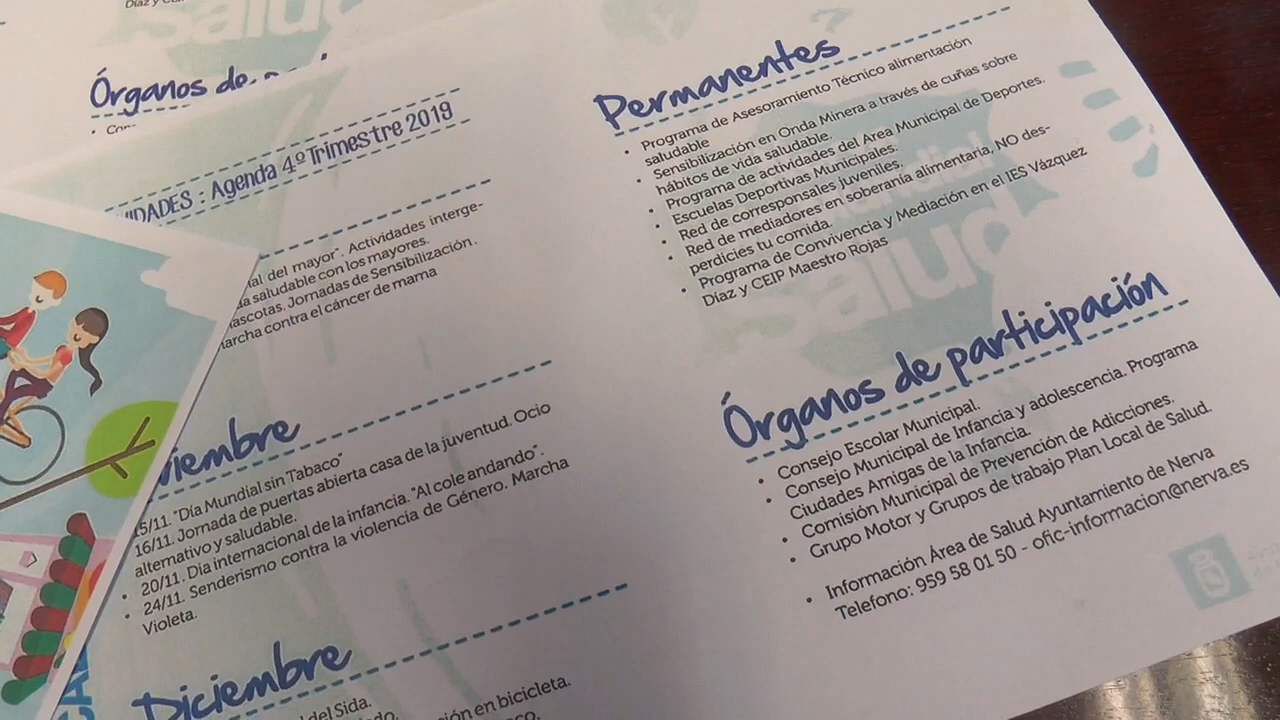 Salud
Órganos de
IDADES : Agenda 4º Trimestre 2019
del mayor". Actividades interge-
saludable con los mayores.
ascotas. Jornadas de Sensibilización.
archa contra el cáncer de mama
viembre
15/11. "Día Mundial sin Tabaco"
16/11. Jornada de puertas abierta casa de la juventud. Ocio
alternativo y saludable.
• 20/11. Dia internacional de la infancia. "Al cole andando".
• 24/11. Senderismo contra la violencia de Género. Marcha
Violeta.
Diciembre
del Sida.
en bicicleta.
Permanentes
• Programa de Asesoramiento Técnico alimentación
saludable
• Sensibilización en Onda Minera a través de cuñas sobre
hábitos de vida saludable.
• Programa de actividades del Area Municipal de Deportes.
• Escuelas Deportivas Municipales.
• Red de corresponsales juveniles.
• Red de mediadores en soberanía alimentaria, NO des-
perdicies tu comida.
• Programa de Convivencia y Mediación en el IES Vázquez
Díaz y CEIP Maestro Rojas
Salud
Órganos de participación
• Consejo Escolar Municipal.
• Consejo Municipal de Infancia y adolescencia. Programa
Ciudades Amigas de la Infancia.
• Comisión Municipal de Prevención de Adicciones.
• Grupo Motor y Grupos de trabajo Plan Local de Salud.
• Información Área de Salud Ayuntamiento de Nerva
Telefono: 959 58 01 50 - ofic-informacion@nerva.es